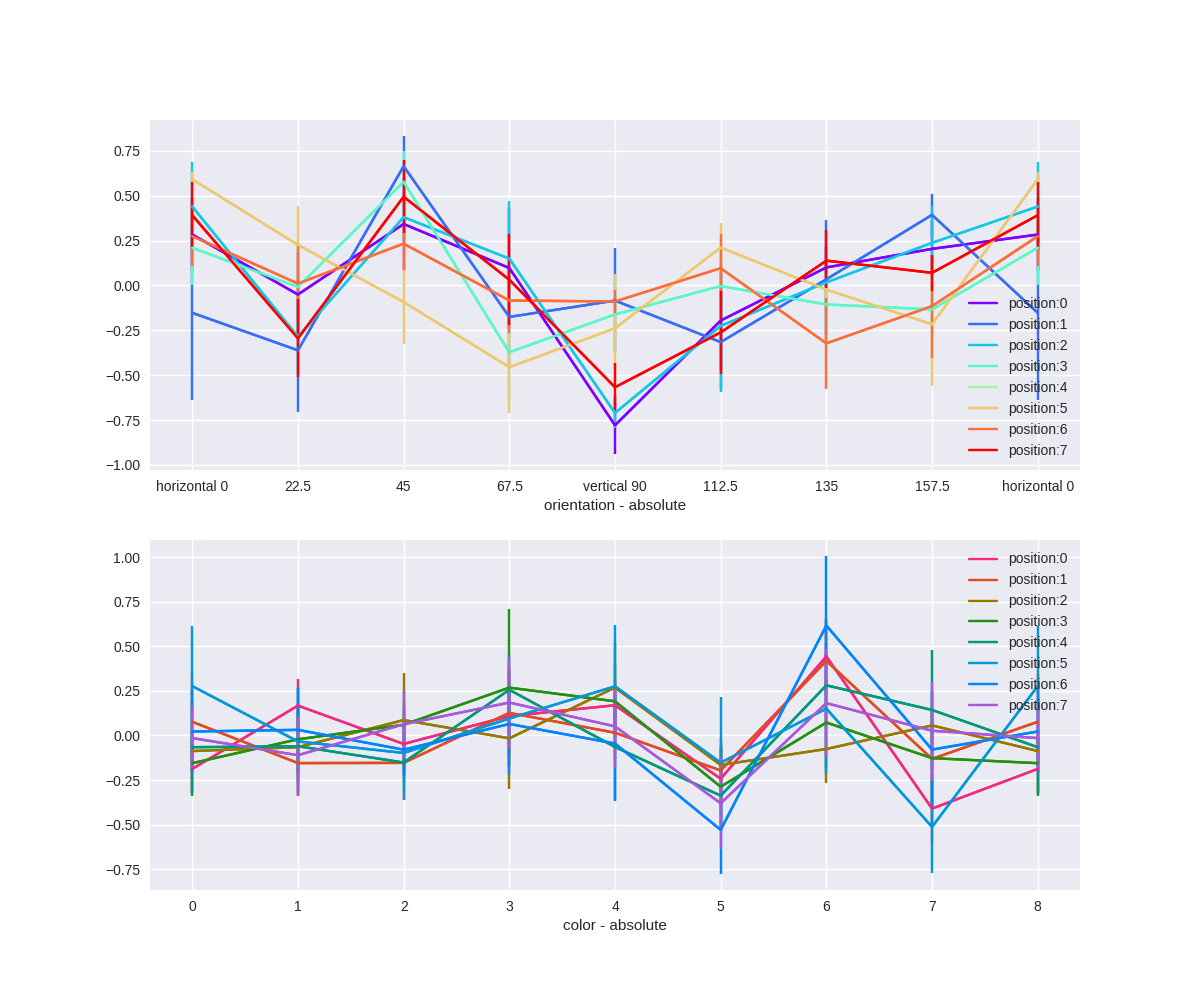 0.75
0.50
0.25
0.00
−0.25
−0.50
−0.75
−1.00
horizontal 0 22.5 45 67.5 vertical 90 112.5 135 157.5 horizontal 0
orientation - absolute
position:0
position:1
position:2
position:3
position:4
position:5
position:6
position:7
1.00
0.75
0.50
0.25
0.00
−0.25
−0.50
−0.75
0 1 2 3 4 5 6 7 8
color - absolute
position:0
position:1
position:2
position:3
position:4
position:5
position:6
position:7